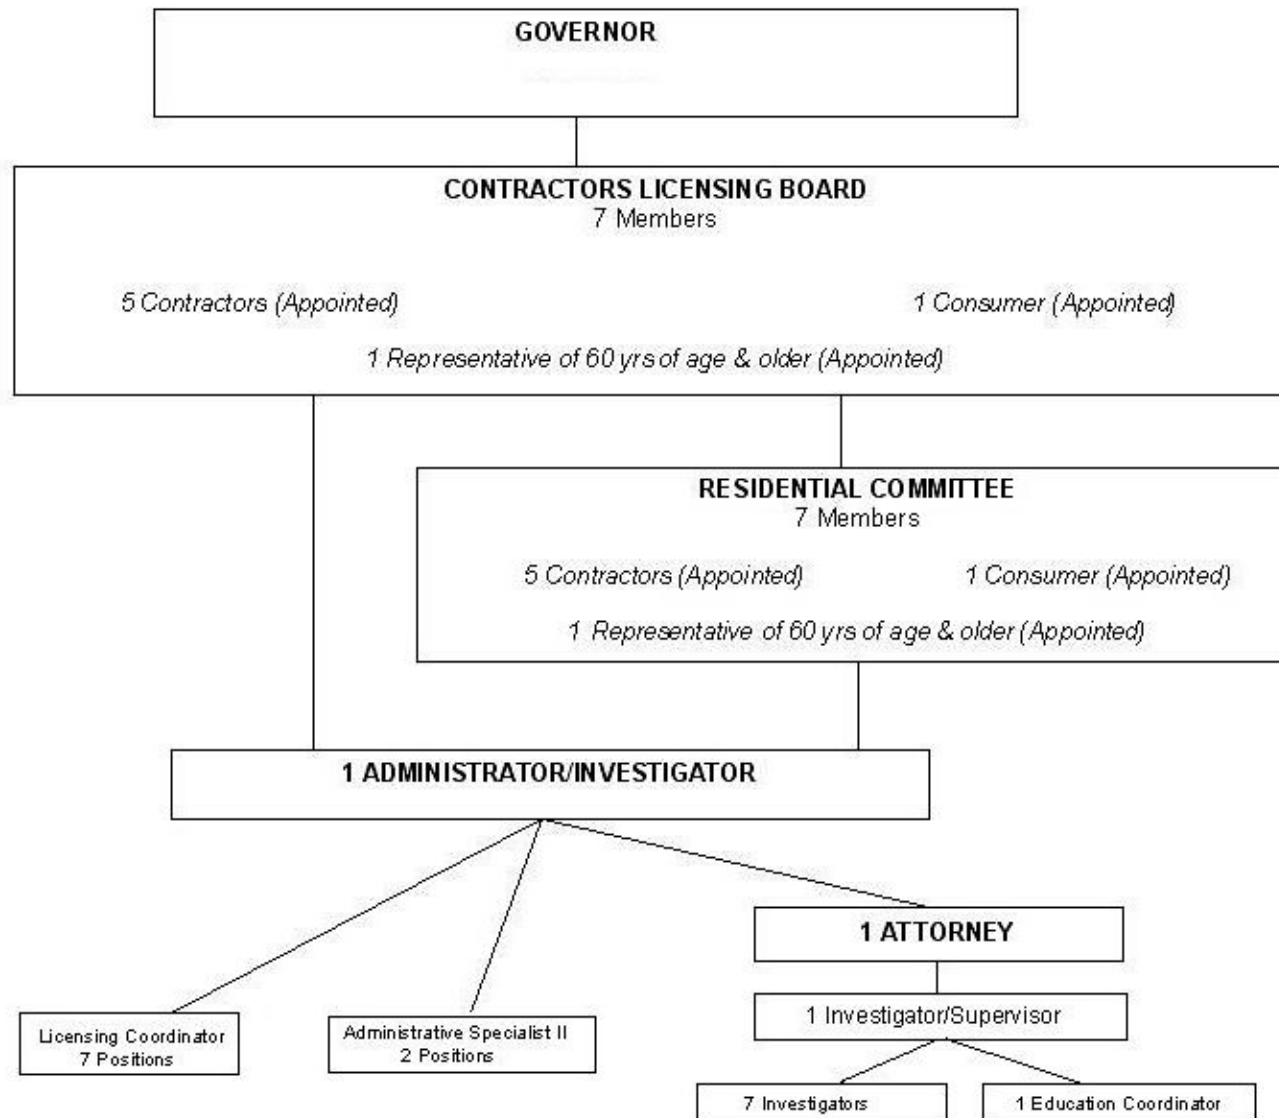 GOVERNOR
CONTRACTORS LICENSING BOARD
7 Members
5 Contractors (Appointed)
1 Consumer (Appointed)
1 Representative of 60 yrs of age & older (Appointed)
RESIDENTIAL COMMITTEE
7 Members
5 Contractors (Appointed)
1 Consumer (Appointed)
1 Representative of 60 yrs of age & older (Appointed)
1 ADMINISTRATOR/INVESTIGATOR
1 ATTORNEY
1 Investigator/Supervisor
Licensing Coordinator
7 Positions
Administrative Specialist II
2 Positions
7 Investigators
1 Education Coordinator